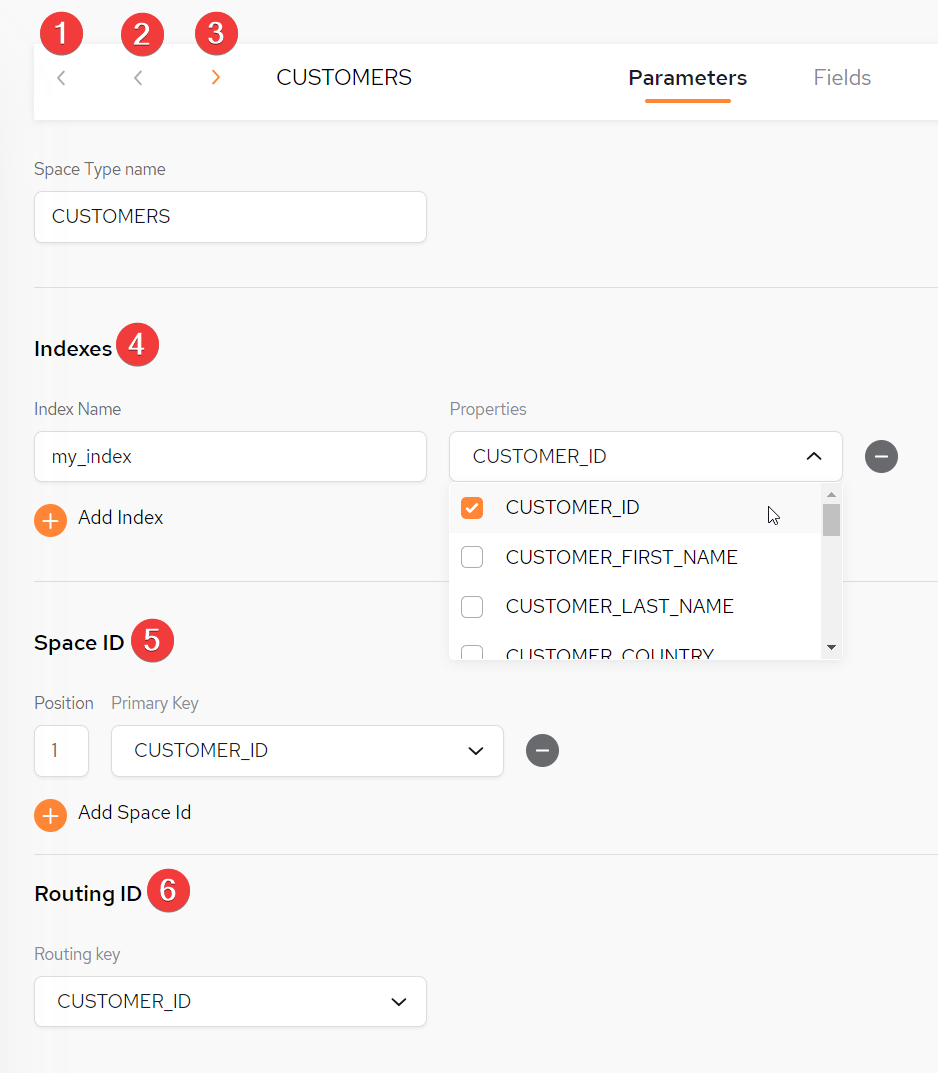 1 2 3
CUSTOMERS Parameters Fields
Space Type name
CUSTOMERS
Indexes 4
Index Name Properties
my_index CUSTOMER_ID
Add Index CUSTOMER_ID
CUSTOMER_FIRST_NAME
CUSTOMER_LAST_NAME
CUSTOMER_COUNTRY
Space ID 5
Position Primary Key
1 CUSTOMER_ID
Add Space Id
Routing ID 6
Routing key
CUSTOMER_ID